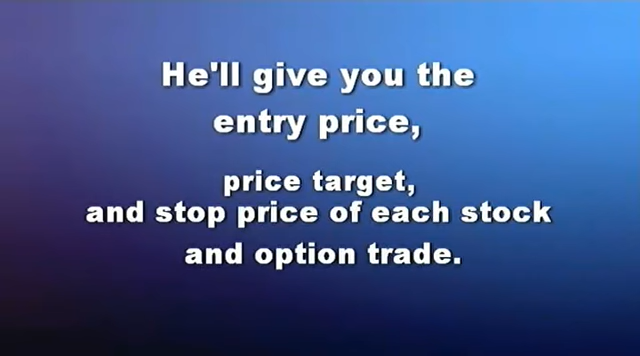 He'll give you the
entry price,
price target,
and stop price of each stock
and option trade.